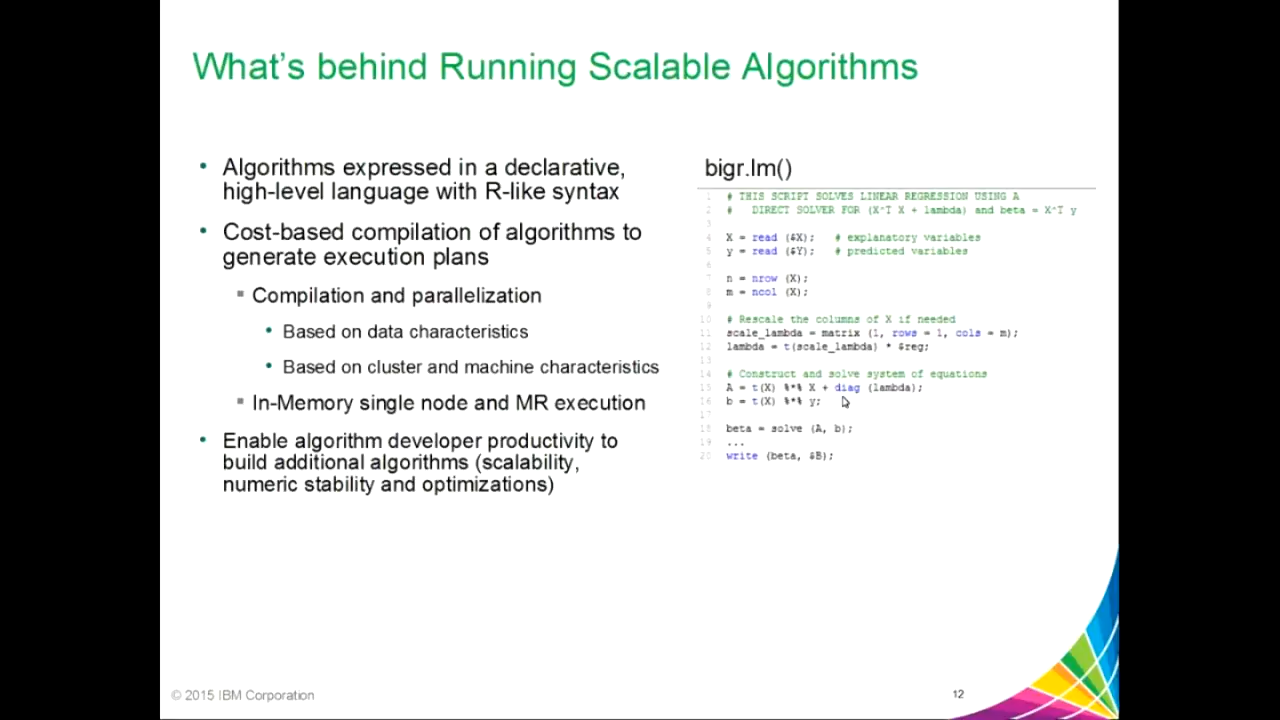 What's behind Running Scalable Algorithms
• Algorithms expressed in a declarative,
high-level language with R-like syntax
• Cost-based compilation of algorithms to
generate execution plans
▪ Compilation and parallelization
• Based on data characteristics
• Based on cluster and machine characteristics
▪ In-Memory single node and MR execution
• Enable algorithm developer productivity to
build additional algorithms (scalability,
numeric stability and optimizations)
bigr.lm()
1 # THIS SCRIPT SOLVES LINEAR REGRESSION USING A
2 # DIRECT SOLVER FOR (X^T X + lambda) and beta = X^T y
3
4 X = read ($X); # explanatory variables
5 y = read ($Y); # predicted variables
6
7 n = nrow (X);
8 m = ncol (X);
9
10 # Rescale the columns of X if needed
11 scale_lambda = matrix (1, rows = 1, cols = m);
12 lambda = t(scale_lambda) * $reg;
13
14 # Construct and solve system of equations
15 A = t(X) %*% X + diag (lambda);
16 b = t(X) %*% y;
17
18 beta = solve (A, b);
19 ...
20 write (beta, $B);
© 2015 IBM Corporation
12